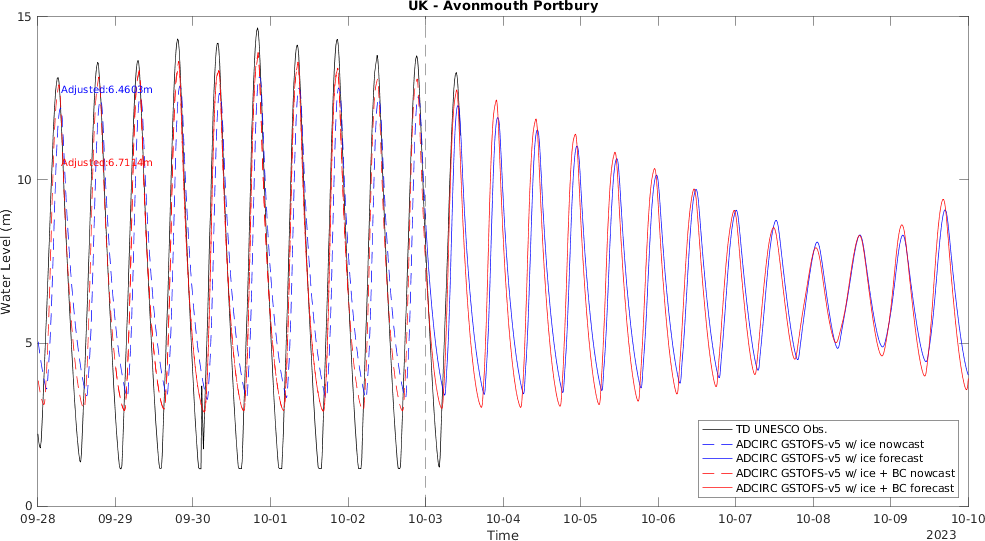 UK - Avonmouth Portbury
15
10
5
0
Water Level (m)
Adjusted:6.4603m
Adjusted:6.7114m
TD UNESCO Obs.
ADCIRC GSTOFS-v5 w/ ice nowcast
ADCIRC GSTOFS-v5 w/ ice forecast
ADCIRC GSTOFS-v5 w/ ice + BC nowcast
ADCIRC GSTOFS-v5 w/ ice + BC forecast
09-28 09-29 09-30 10-01 10-02 10-03 10-04 10-05 10-06 10-07 10-08 10-09 10-10
Time
2023